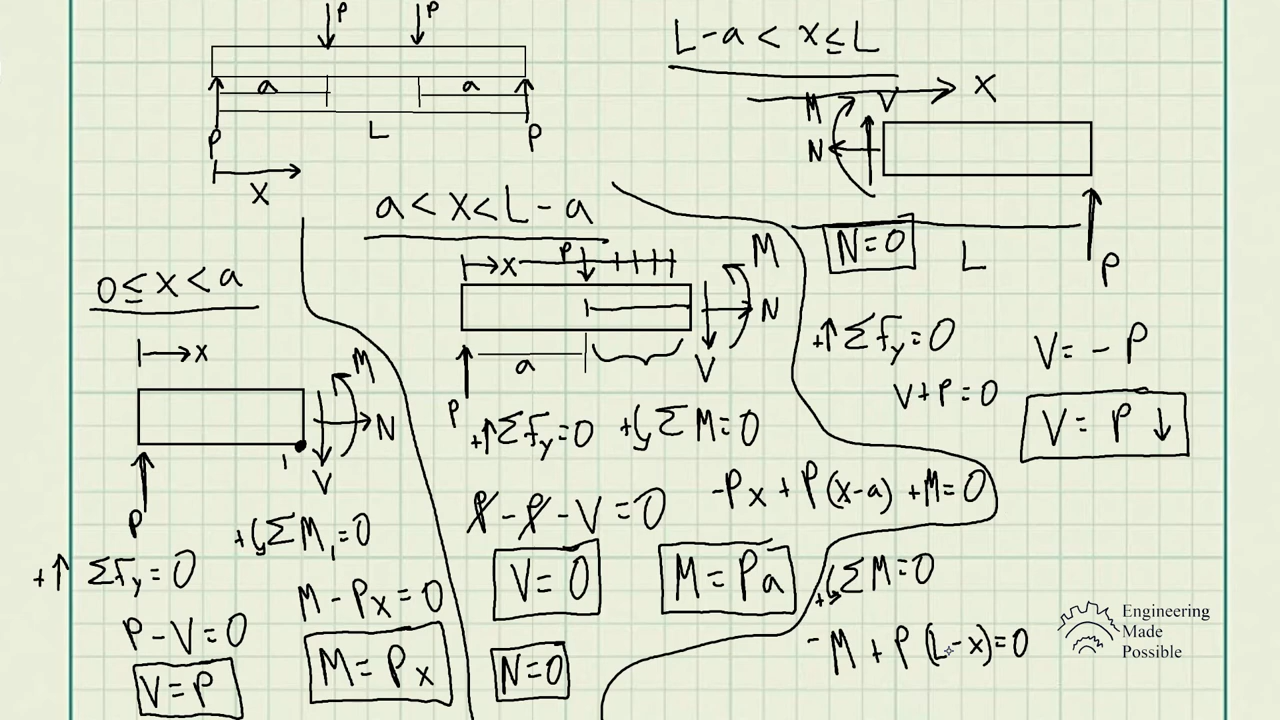 P P
a a
L
P P
x
0 ≤ x < a
x
M
N
V
1
P
+↑ ΣFy = 0
P - V = 0
V = P
+↺ ΣM₁ = 0
M - Px = 0
M = Px
a < x < L - a
x P
M
N
V
a
P
+↑ ΣFy = 0
P - P - V = 0
V = 0
N = 0
+↺ ΣM = 0
-Px + P(x-a) + M = 0
M = Pa
L - a < x ≤ L
x
M V
N
N = 0
L
P
+↑ ΣFy = 0
V + P = 0
V = - P
V = P ↓
+↺ ΣM = 0
-M + P(L - x) = 0
Engineering
Made
Possible